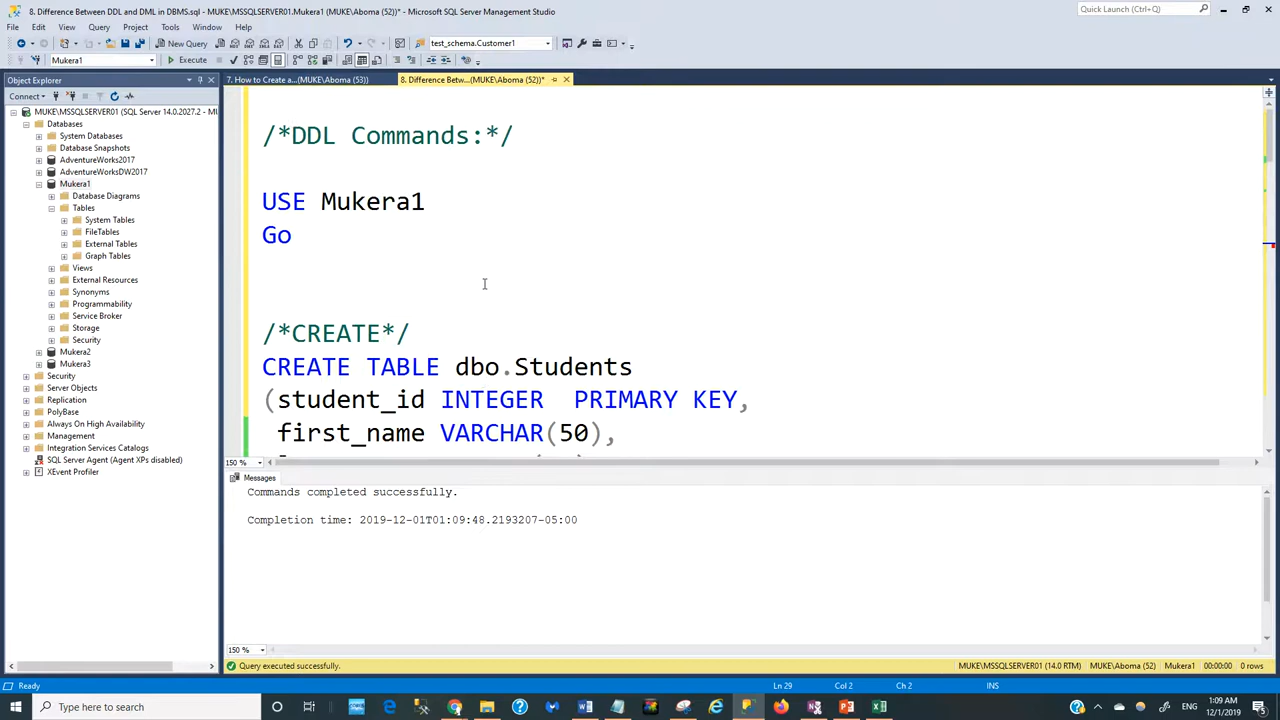 8. Difference Between DDL and DML in DBMS.sql - MUKE\MSSQLSERVER01.Mukera1 (MUKE\Aboma (52))* - Microsoft SQL Server Management Studio
Quick Launch (Ctrl+Q)
File Edit View Query Project Tools Window Help
New Query
test_schema.Customer1
Mukera1
Execute
Object Explorer
7. How to Create a...(MUKE\Aboma (53))
8. Difference Betw...(MUKE\Aboma (52))*
Connect
MUKE\MSSQLSERVER01 (SQL Server 14.0.2027.2 - MU
Databases
System Databases
Database Snapshots
AdventureWorks2017
AdventureWorksDW2017
Mukera1
Database Diagrams
Tables
System Tables
FileTables
External Tables
Graph Tables
Views
External Resources
Synonyms
Programmability
Service Broker
Storage
Security
Mukera2
Mukera3
Security
Server Objects
Replication
PolyBase
Always On High Availability
Management
Integration Services Catalogs
SQL Server Agent (Agent XPs disabled)
XEvent Profiler
/*DDL Commands:*/
USE Mukera1
Go
/*CREATE*/
CREATE TABLE dbo.Students
(student_id INTEGER  PRIMARY KEY,
first_name VARCHAR(50),
150 %
Messages
Commands completed successfully.
Completion time: 2019-12-01T01:09:48.2193207-05:00
150 %
Query executed successfully.
MUKE\MSSQLSERVER01 (14.0 RTM) MUKE\Aboma (52) Mukera1 00:00:00 0 rows
Ready
Ln 29 Col 2 Ch 2 INS
Type here to search
1:09 AM
12/1/2019